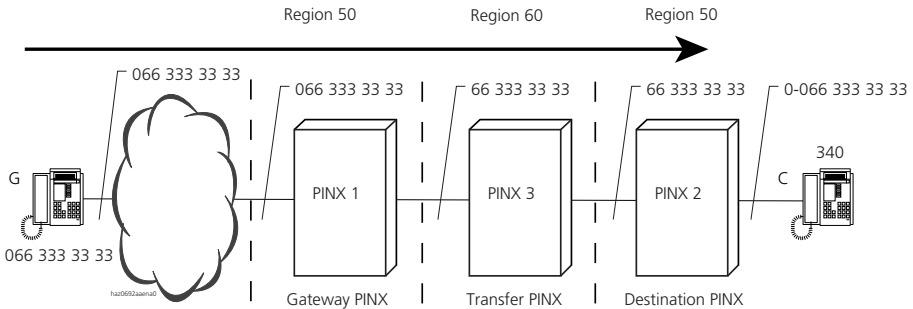 Region 50
Region 60
Region 50
066 333 33 33
066 333 33 33
66 333 33 33
66 333 33 33
0-066 333 33 33
340
G
PINX 1
PINX 3
PINX 2
C
066 333 33 33
haz0692aaena0
Gateway PINX
Transfer PINX
Destination PINX